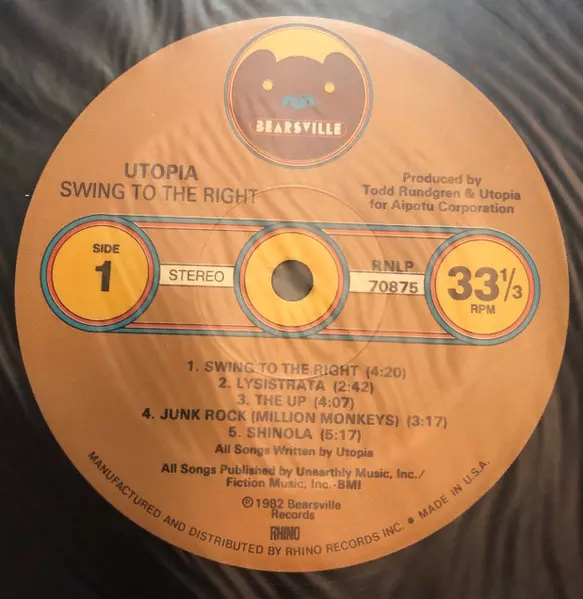 BEARSVILLE
UTOPIA
SWING TO THE RIGHT
Produced by
Todd Rundgren & Utopia
for Aipotu Corporation
SIDE
1
STEREO
RNLP
70875
33⅓
RPM
1. SWING TO THE RIGHT (4:20)
2. LYSISTRATA (2:42)
3. THE UP (4:07)
4. JUNK ROCK (MILLION MONKEYS) (3:17)
5. SHINOLA (5:17)
All Songs Written by Utopia
All Songs Published by Unearthly Music, Inc./
Fiction Music, Inc.-BMI
℗1982 Bearsville
Records
RHINO
MANUFACTURED AND DISTRIBUTED BY RHINO RECORDS INC. • MADE IN U.S.A.